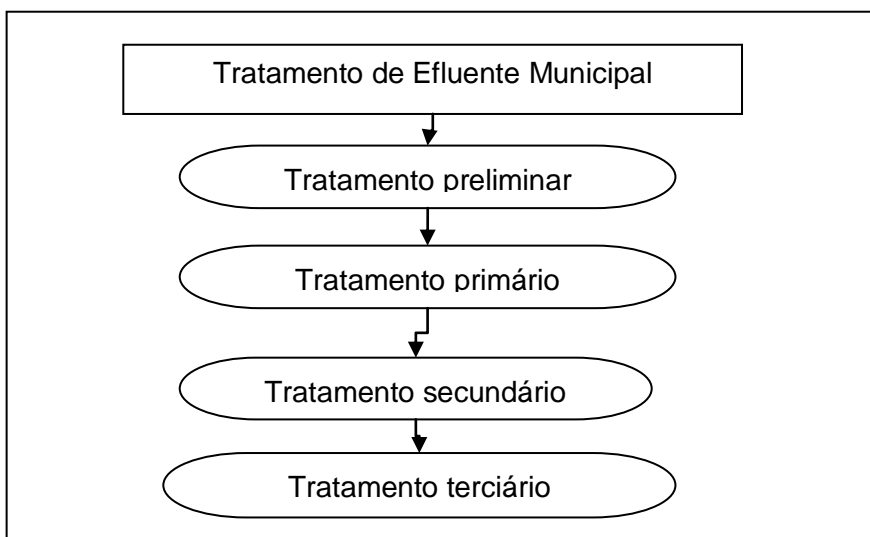 Tratamento de Efluente Municipal
Tratamento preliminar
Tratamento primário
Tratamento secundário
Tratamento terciário